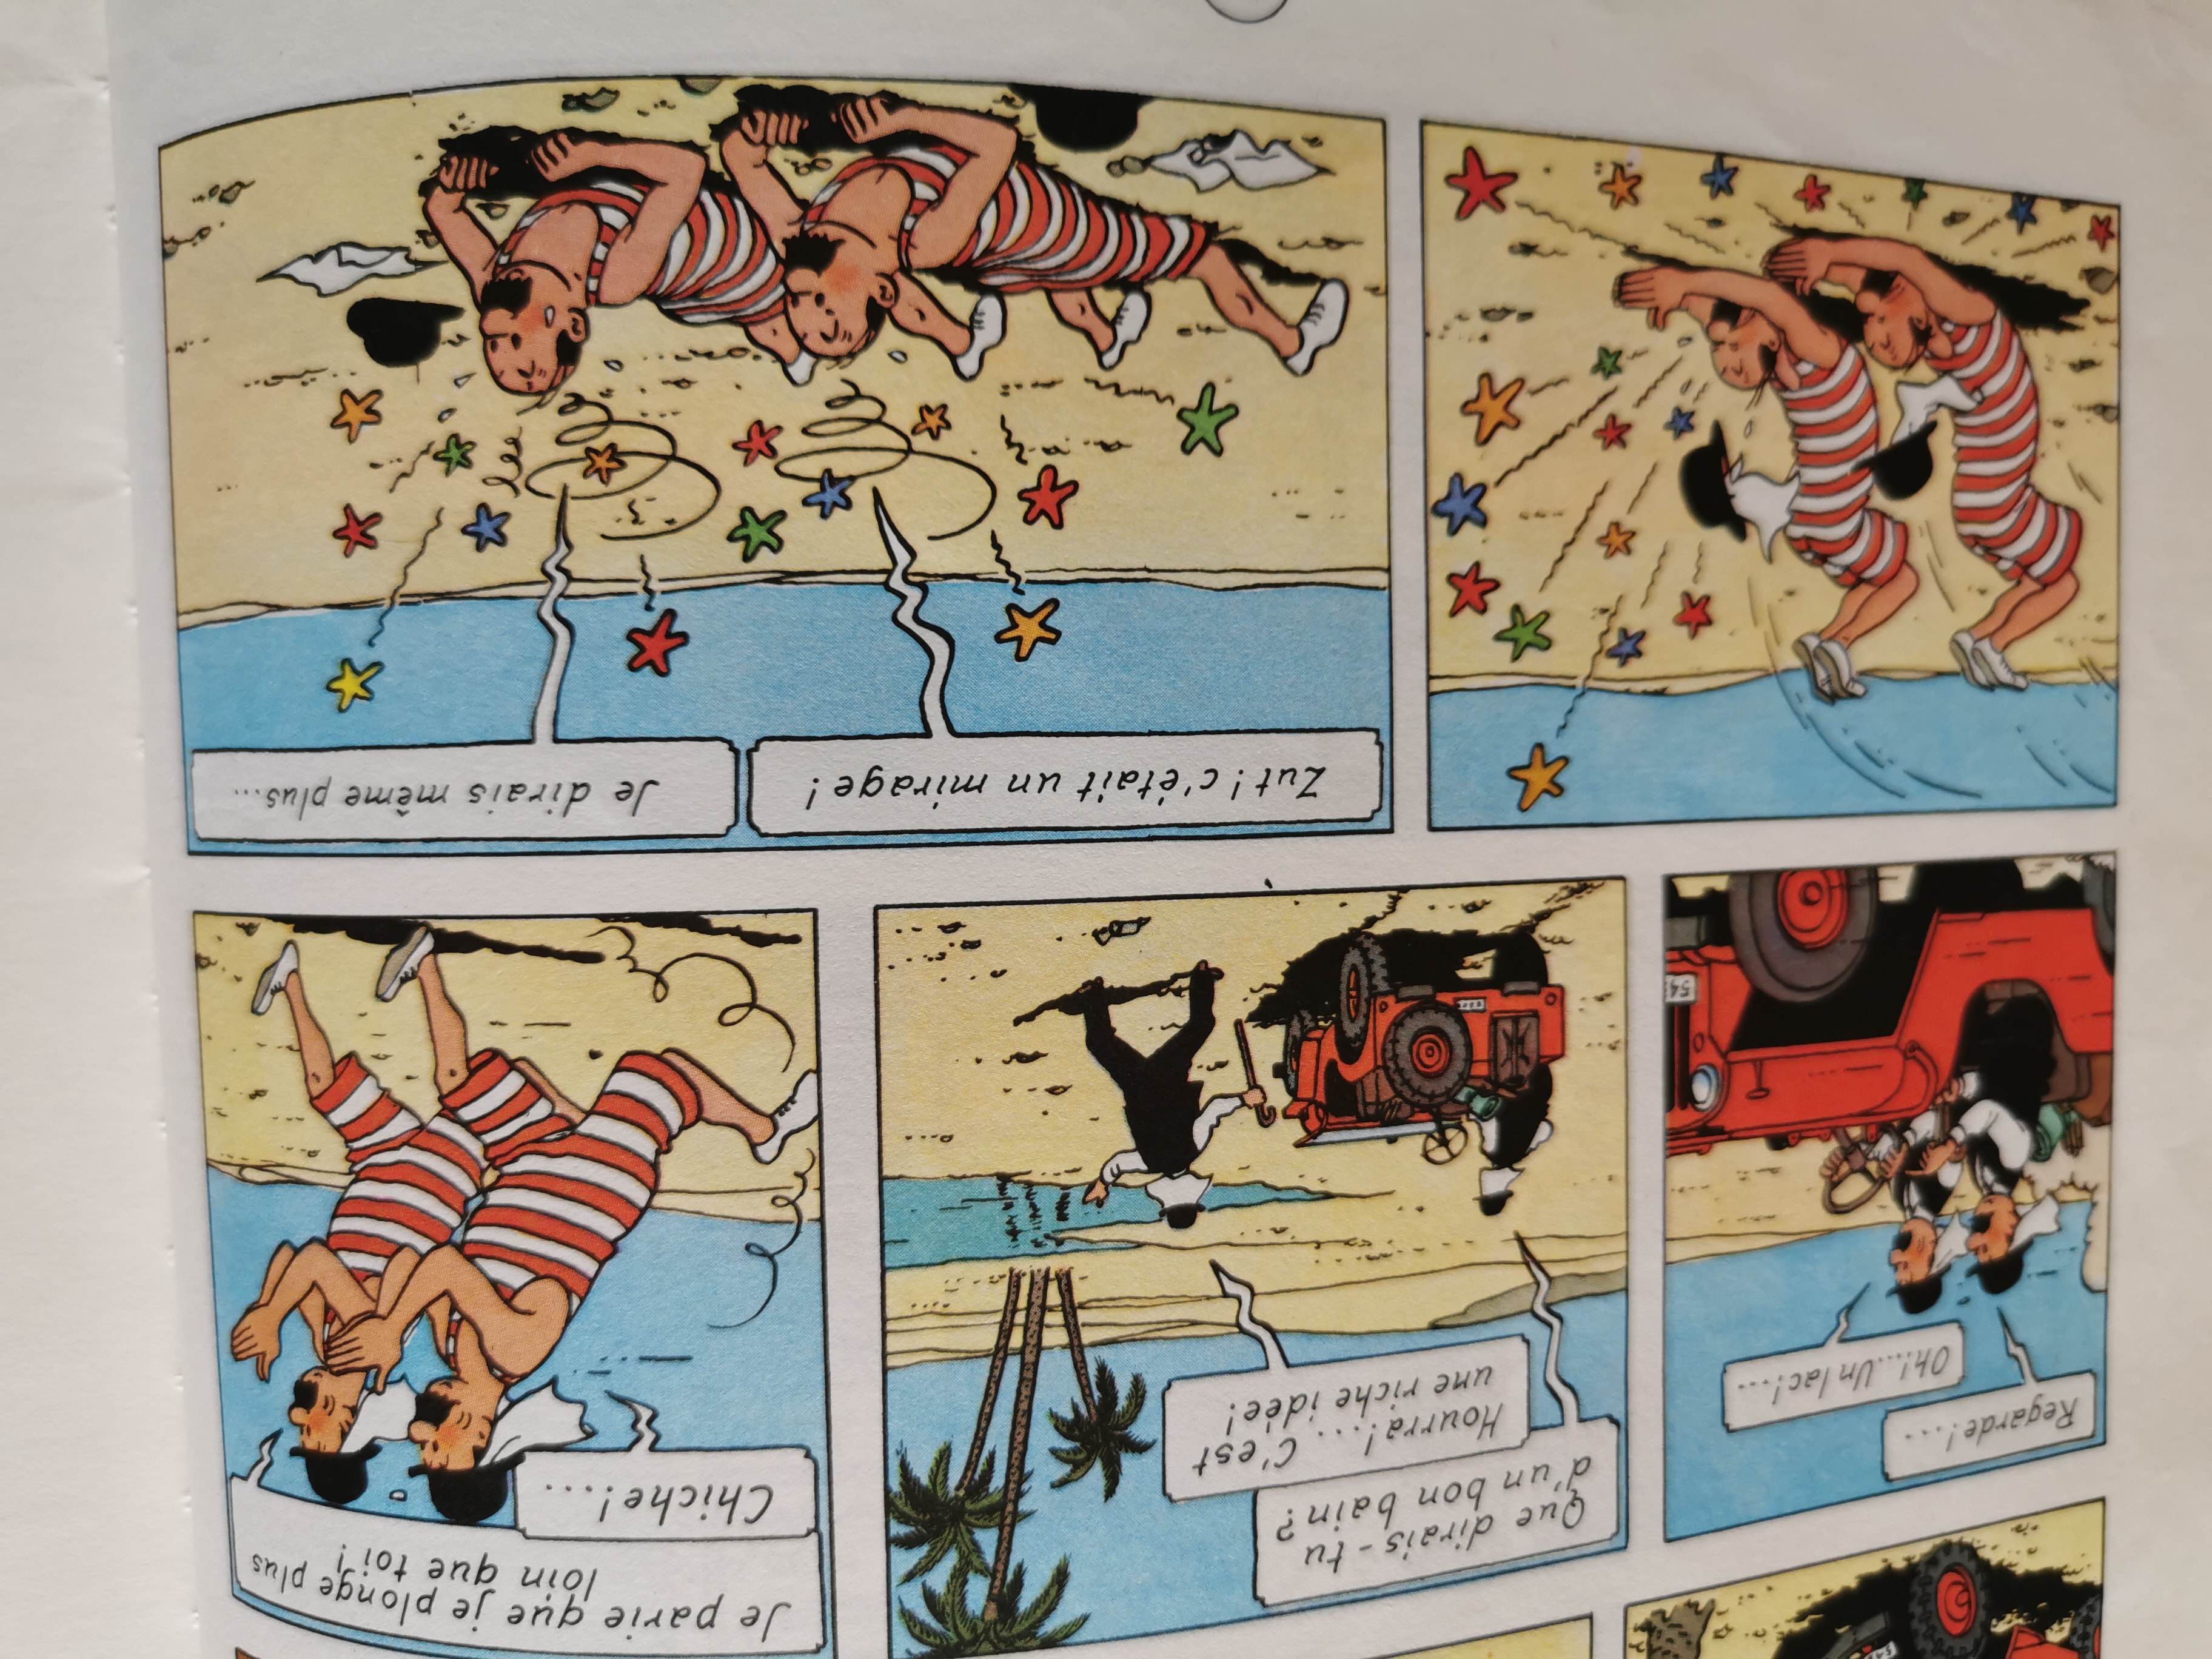 Regarde!...
Oh!... Un lac!...
54
Que dirais-tu
d'un bon bain?
Hourra!... C'est
une riche idée!
Je parie que je plonge plus
loin que toi!
Chiche!...
Zut! c'était un mirage!
Je dirais même plus...